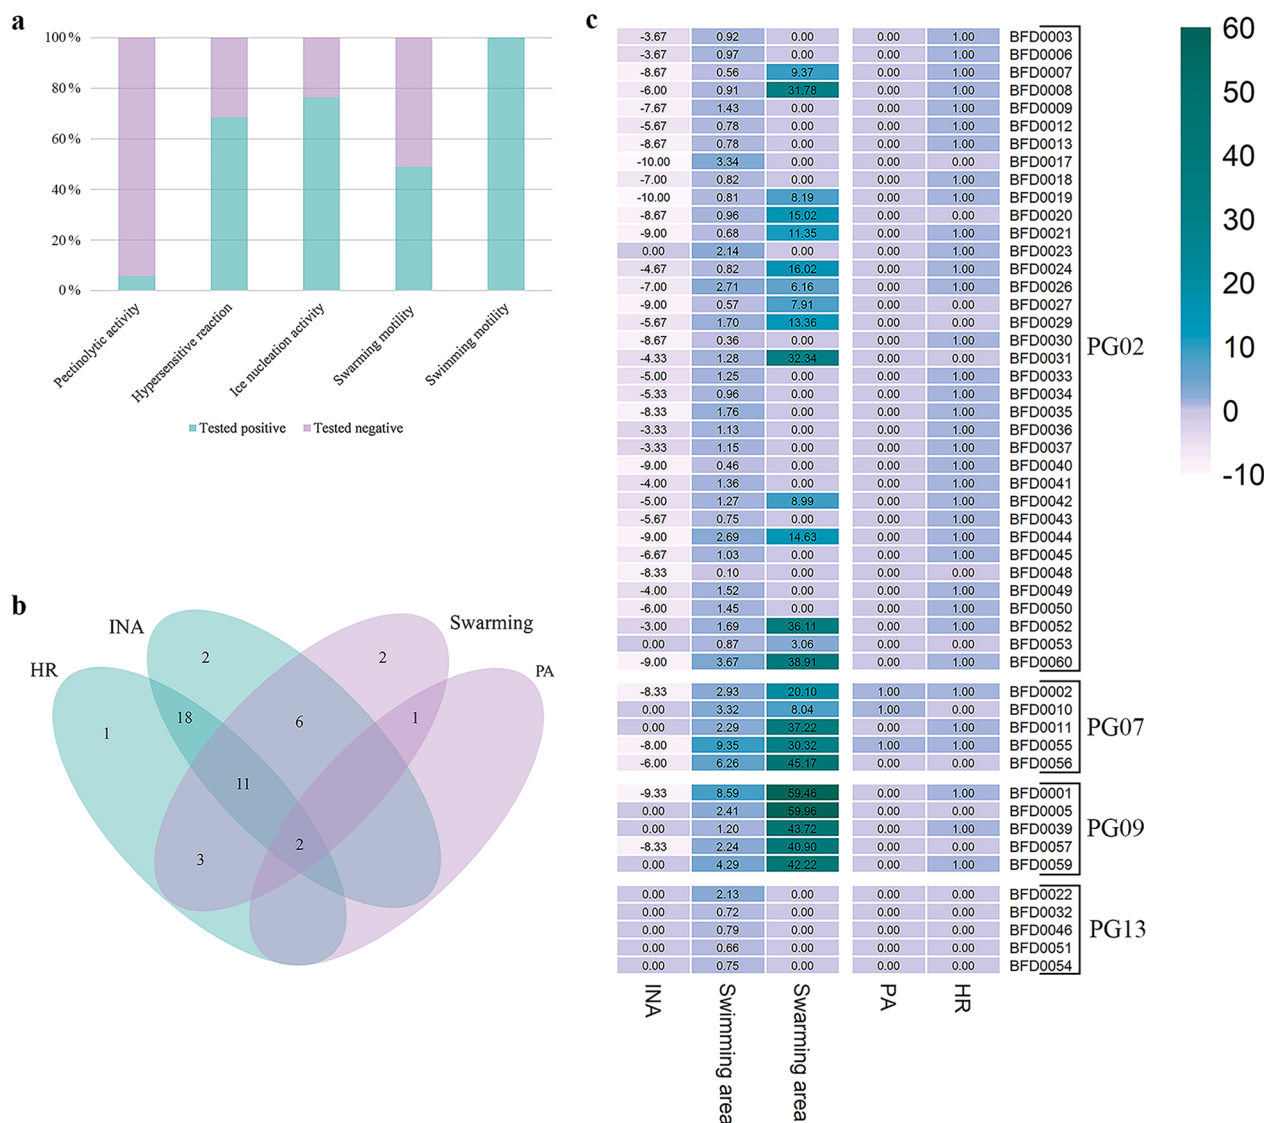 a
100 %
80 %
60 %
40 %
20 %
0 %
Pectinolytic activity
Hypersensitive reaction
Ice nucleation activity
Swarming motility
Swimming motility
Tested positive Tested negative
b
HR
INA
Swarming
PA
2
2
1
18
6
1
11
3
2
c
-3.67 0.92 0.00 0.00 1.00 BFD0003
-3.67 0.97 0.00 0.00 1.00 BFD0006
-8.67 0.56 9.37 0.00 1.00 BFD0007
-6.00 0.91 31.78 0.00 1.00 BFD0008
-7.67 1.43 0.00 0.00 1.00 BFD0009
-5.67 0.78 0.00 0.00 1.00 BFD0012
-8.67 0.78 0.00 0.00 1.00 BFD0013
-10.00 3.34 0.00 0.00 0.00 BFD0017
-7.00 0.82 0.00 0.00 1.00 BFD0018
-10.00 0.81 8.19 0.00 1.00 BFD0019
-8.67 0.96 15.02 0.00 0.00 BFD0020
-9.00 0.68 11.35 0.00 1.00 BFD0021
0.00 2.14 0.00 0.00 1.00 BFD0023
-4.67 0.82 16.02 0.00 1.00 BFD0024
-7.00 2.71 6.16 0.00 1.00 BFD0026
-9.00 0.57 7.91 0.00 0.00 BFD0027
-5.67 1.70 13.36 0.00 0.00 BFD0029
-8.67 0.36 0.00 0.00 1.00 BFD0030
-4.33 1.28 32.34 0.00 0.00 BFD0031
-5.00 1.25 0.00 0.00 1.00 BFD0033
-5.33 0.96 0.00 0.00 1.00 BFD0034
-8.33 1.76 0.00 0.00 1.00 BFD0035
-3.33 1.13 0.00 0.00 1.00 BFD0036
-3.33 1.15 0.00 0.00 1.00 BFD0037
-9.00 0.46 0.00 0.00 1.00 BFD0040
-4.00 1.36 0.00 0.00 1.00 BFD0041
-5.00 1.27 8.99 0.00 1.00 BFD0042
-5.67 0.75 0.00 0.00 1.00 BFD0043
-9.00 2.69 14.63 0.00 1.00 BFD0044
-6.67 1.03 0.00 0.00 1.00 BFD0045
-8.33 0.10 0.00 0.00 0.00 BFD0048
-4.00 1.52 0.00 0.00 1.00 BFD0049
-6.00 1.45 0.00 0.00 1.00 BFD0050
-3.00 1.69 36.11 0.00 1.00 BFD0052
0.00 0.87 3.06 0.00 0.00 BFD0053
-9.00 3.67 38.91 0.00 1.00 BFD0060
PG02
-8.33 2.93 20.10 1.00 1.00 BFD0002
0.00 3.32 8.04 1.00 0.00 BFD0010
0.00 2.29 37.22 0.00 1.00 BFD0011
-8.00 9.35 30.32 1.00 1.00 BFD0055
-6.00 6.26 45.17 0.00 0.00 BFD0056
PG07
-9.33 8.59 59.46 0.00 1.00 BFD0001
0.00 2.41 59.96 0.00 0.00 BFD0005
0.00 1.20 43.72 0.00 1.00 BFD0039
-8.33 2.24 40.90 0.00 0.00 BFD0057
0.00 4.29 42.22 0.00 1.00 BFD0059
PG09
0.00 2.13 0.00 0.00 0.00 BFD0022
0.00 0.72 0.00 0.00 0.00 BFD0032
0.00 0.79 0.00 0.00 0.00 BFD0046
0.00 0.66 0.00 0.00 0.00 BFD0051
0.00 0.75 0.00 0.00 0.00 BFD0054
PG13
INA
Swimming area
Swarming area
PA
HR
60
50
40
30
20
10
0
-10